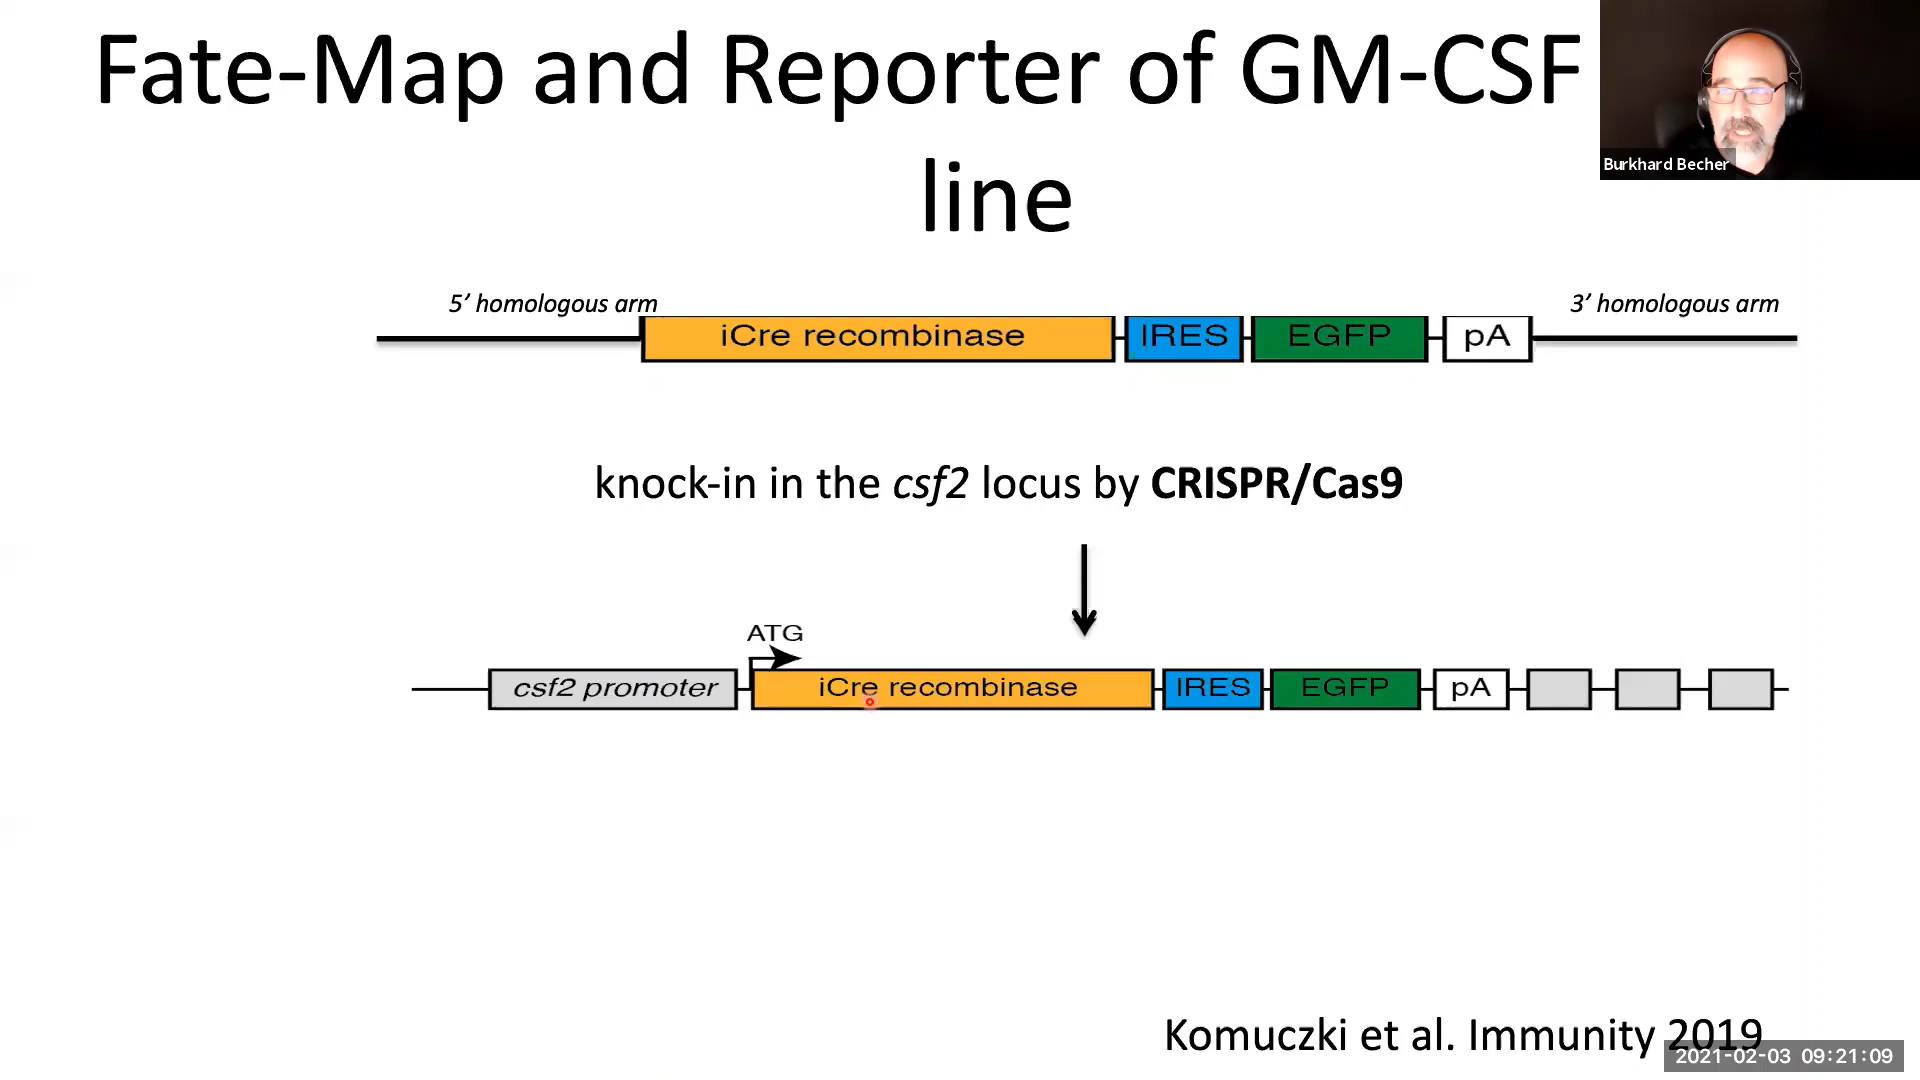 Fate-Map and Reporter of GM-CSF
line
Burkhard Becher
5’ homologous arm
3’ homologous arm
iCre recombinase IRES EGFP pA
knock-in in the csf2 locus by CRISPR/Cas9
ATG
csf2 promoter iCre recombinase IRES EGFP pA
Komuczki et al. Immunity 2019
2021-02-03 09:21:09